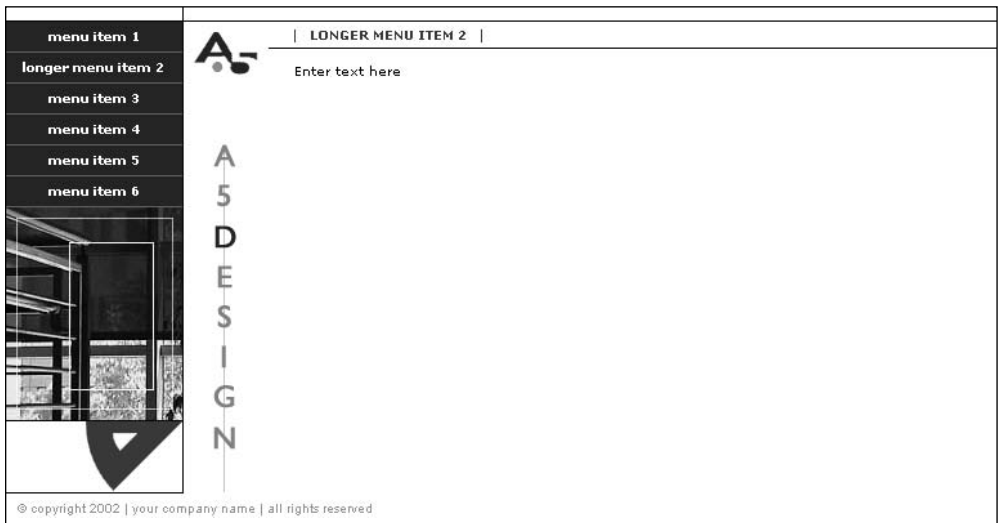 menu item 1
longer menu item 2
menu item 3
menu item 4
menu item 5
menu item 6
A5
A
5
D
E
S
I
G
N
| LONGER MENU ITEM 2 |
Enter text here
© copyright 2002 | your company name | all rights reserved